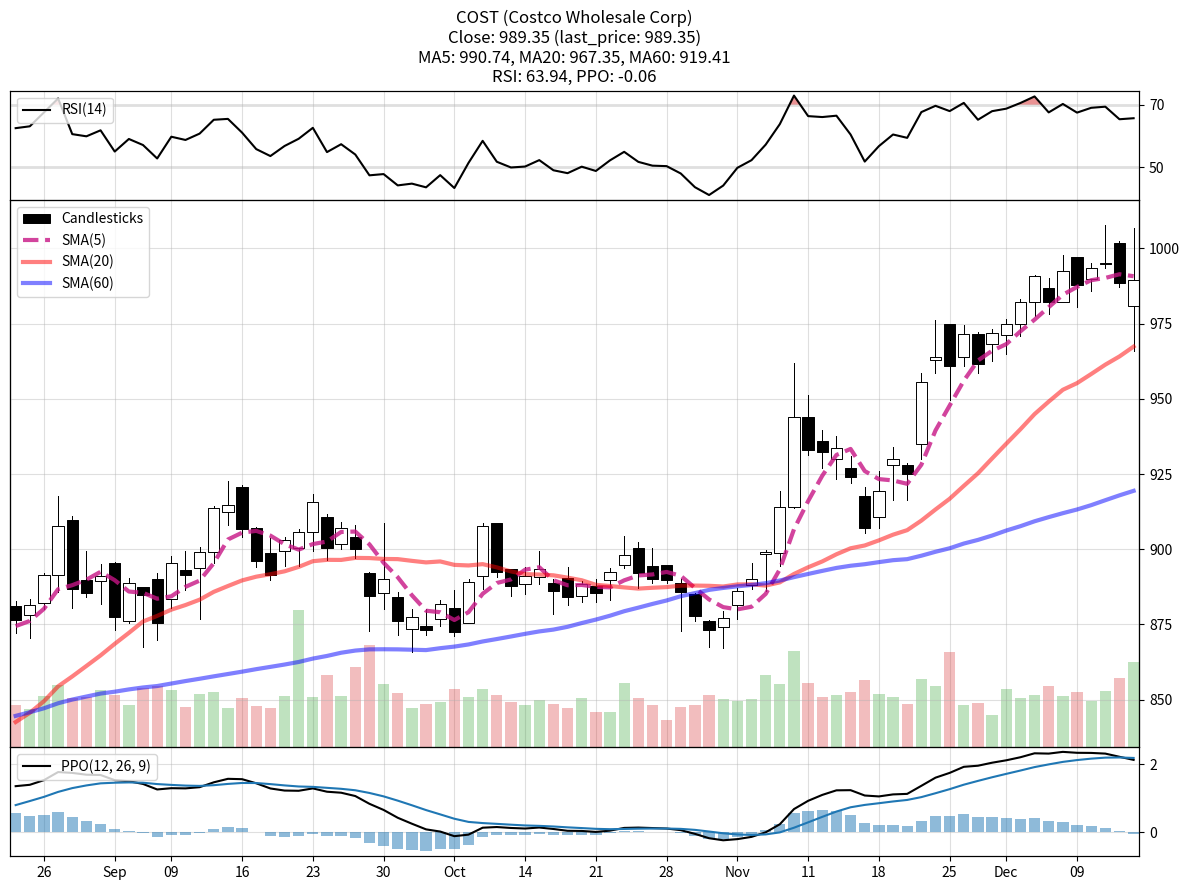 COST (Costco Wholesale Corp)
Close: 989.35 (last_price: 989.35)
MA5: 990.74, MA20: 967.35, MA60: 919.41
RSI: 63.94, PPO: -0.06
RSI(14)
70
50
Candlesticks
SMA(5)
SMA(20)
SMA(60)
1000
975
950
925
900
875
850
PPO(12, 26, 9)
2
0
26 Sep 09 16 23 30 Oct 14 21 28 Nov 11 18 25 Dec 09